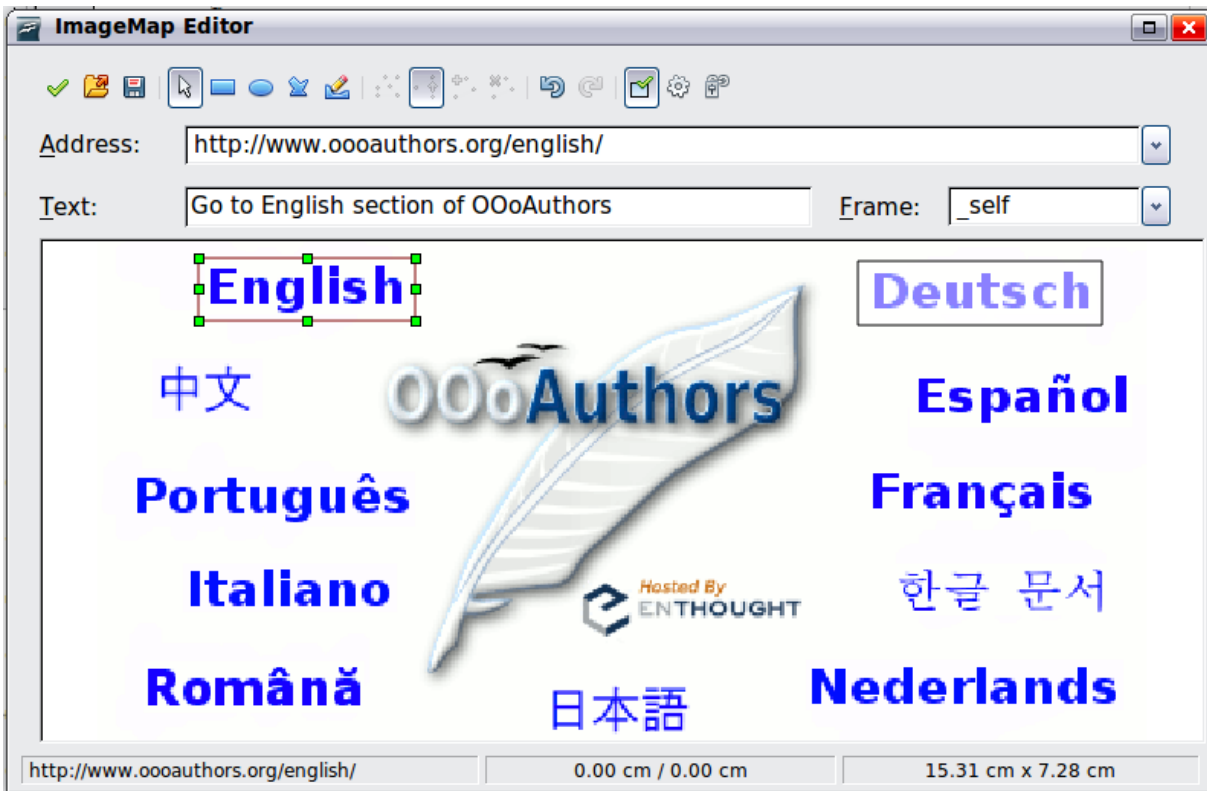 ImageMap Editor
Address: http://www.oooauthors.org/english/
Text: Go to English section of OOoAuthors Frame: _self
English Deutsch
中文 OOoAuthors Español
Português Français
Italiano Hosted By 한글 문서
ENTHOUGHT
Română 日本語 Nederlands
http://www.oooauthors.org/english/ 0.00 cm / 0.00 cm 15.31 cm x 7.28 cm